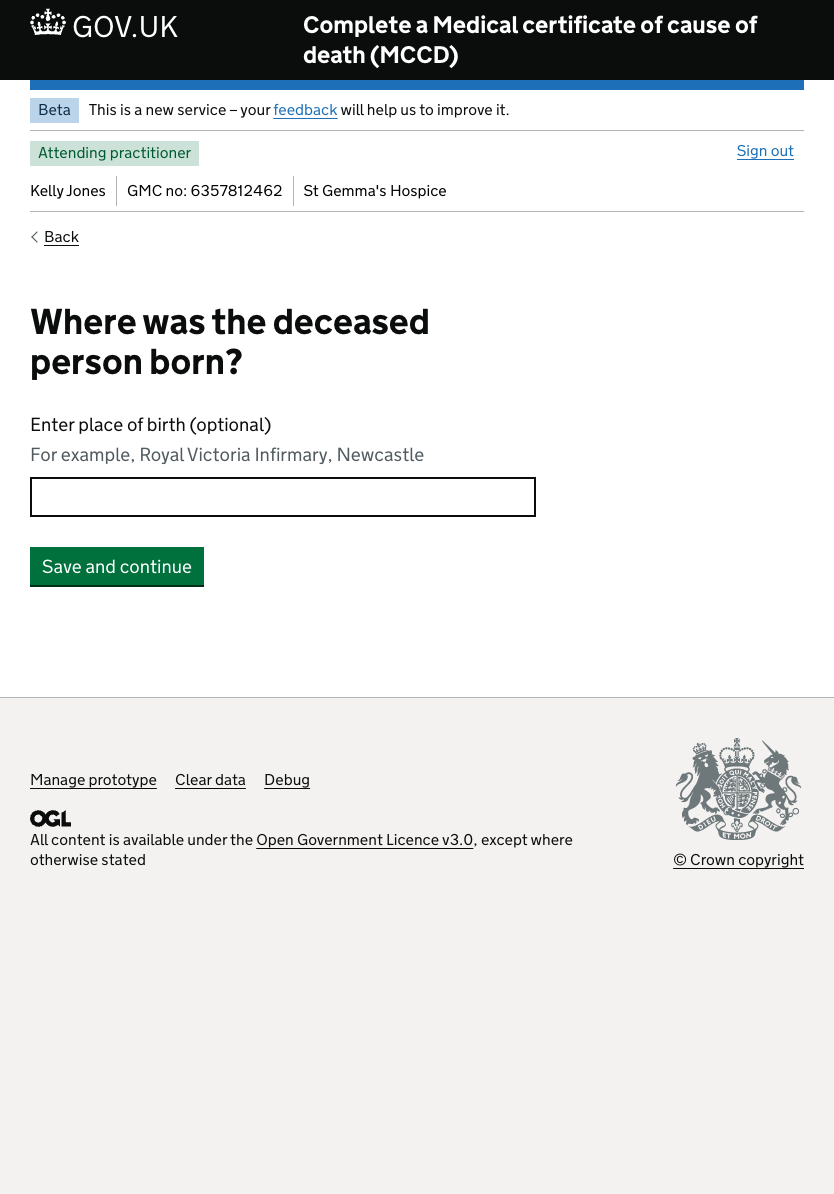 GOV.UK
Complete a Medical certificate of cause of
death (MCCD)
Beta This is a new service – your feedback will help us to improve it.
Attending practitioner
Sign out
Kelly Jones GMC no: 6357812462 St Gemma's Hospice
Back
Where was the deceased
person born?
Enter place of birth (optional)
For example, Royal Victoria Infirmary, Newcastle
Save and continue
Manage prototype Clear data Debug
OGL
All content is available under the Open Government Licence v3.0, except where
otherwise stated
DIEU ET MON DROIT
© Crown copyright